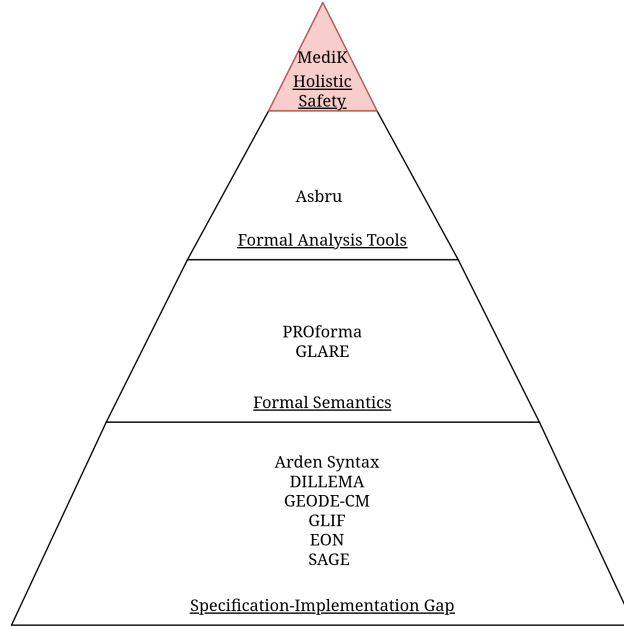 MediK
Holistic
Safety
Asbru
Formal Analysis Tools
PROforma
GLARE
Formal Semantics
Arden Syntax
DILLEMA
GEODE-CM
GLIF
EON
SAGE
Specification-Implementation Gap